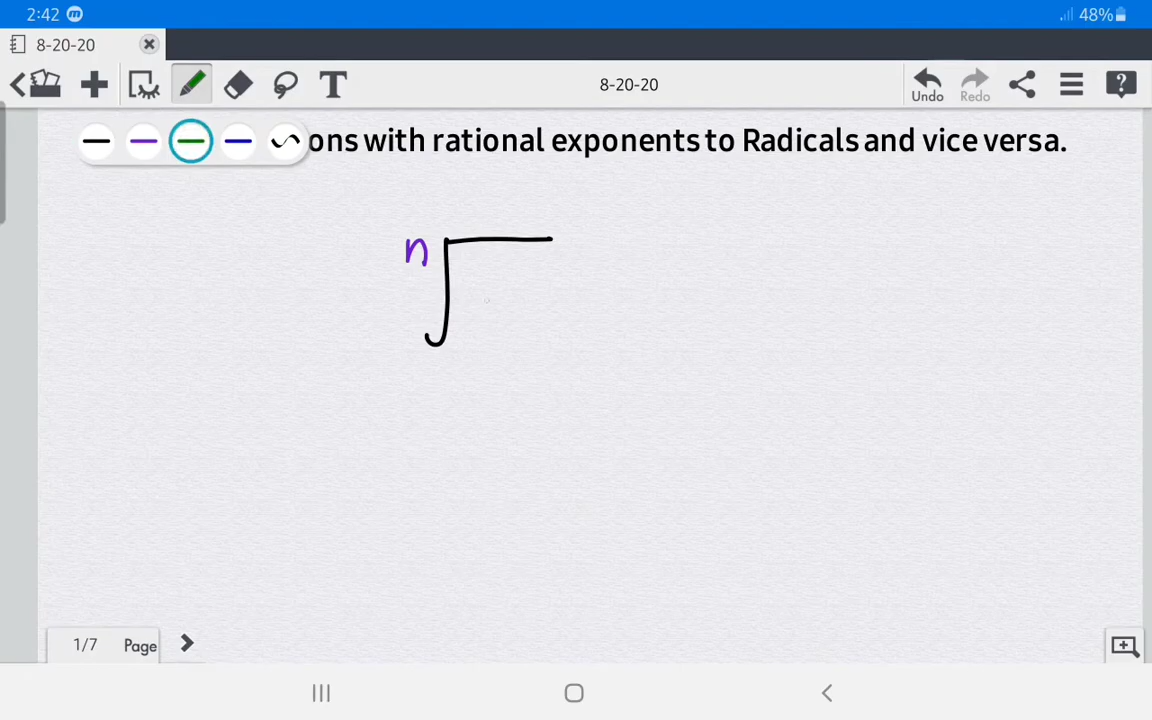 2:42 48%
8-20-20
T 8-20-20 Undo Redo ?
ons with rational exponents to Radicals and vice versa.
n
1/7 Page